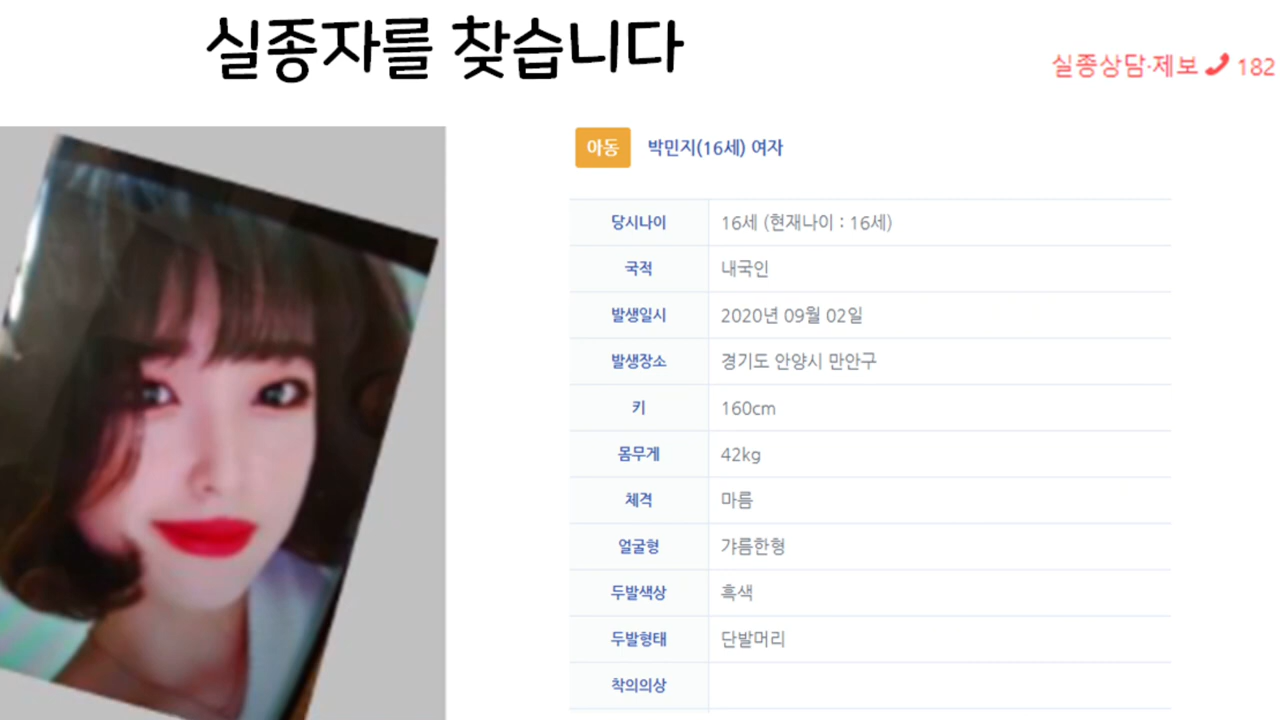 실종자를 찾습니다
실종상담·제보 182
아동 박민지(16세) 여자
당시나이 16세 (현재나이 : 16세)
국적 내국인
발생일시 2020년 09월 02일
발생장소 경기도 안양시 만안구
키 160cm
몸무게 42kg
체격 마름
얼굴형 갸름한형
두발색상 흑색
두발형태 단발머리
착의의상